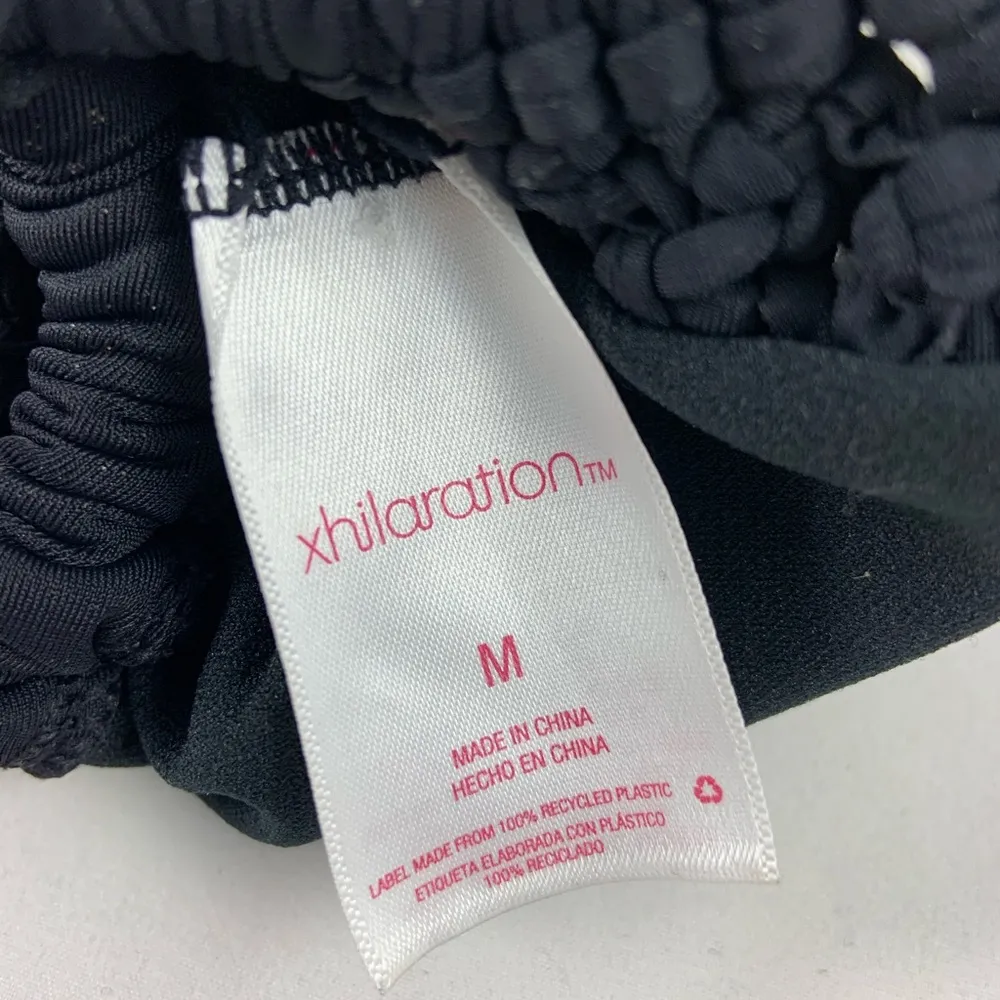 xhilaration™
M
MADE IN CHINA
HECHO EN CHINA
LABEL MADE FROM 100% RECYCLED PLASTIC
ETIQUETA ELABORADA CON PLÁSTICO
100% RECICLADO